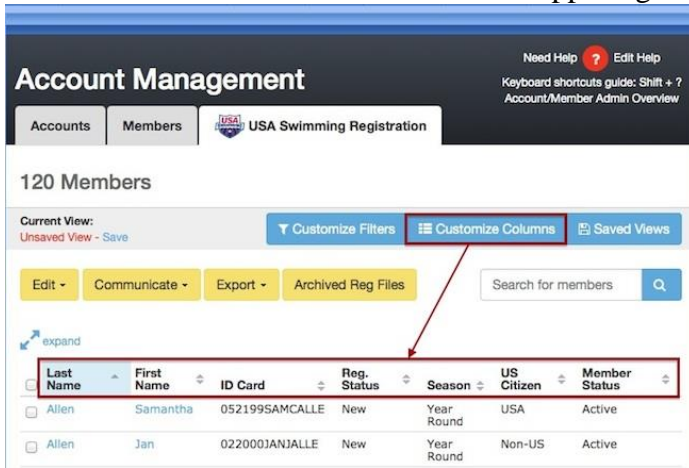 Need Help ? Edit Help
Account Management
Keyboard shortcuts guide: Shift + ?
Account/Member Admin Overview
Accounts Members USA USA Swimming Registration
120 Members
Current View:
Unsaved View - Save
Customize Filters Customize Columns Saved Views
Edit Communicate Export Archived Reg Files Search for members
expand
Last Name First Name ID Card Reg. Status Season US Citizen Member Status
Allen Samantha 052199SAMCALLE New Year Round USA Active
Allen Jan 022000JANJALLE New Year Round Non-US Active